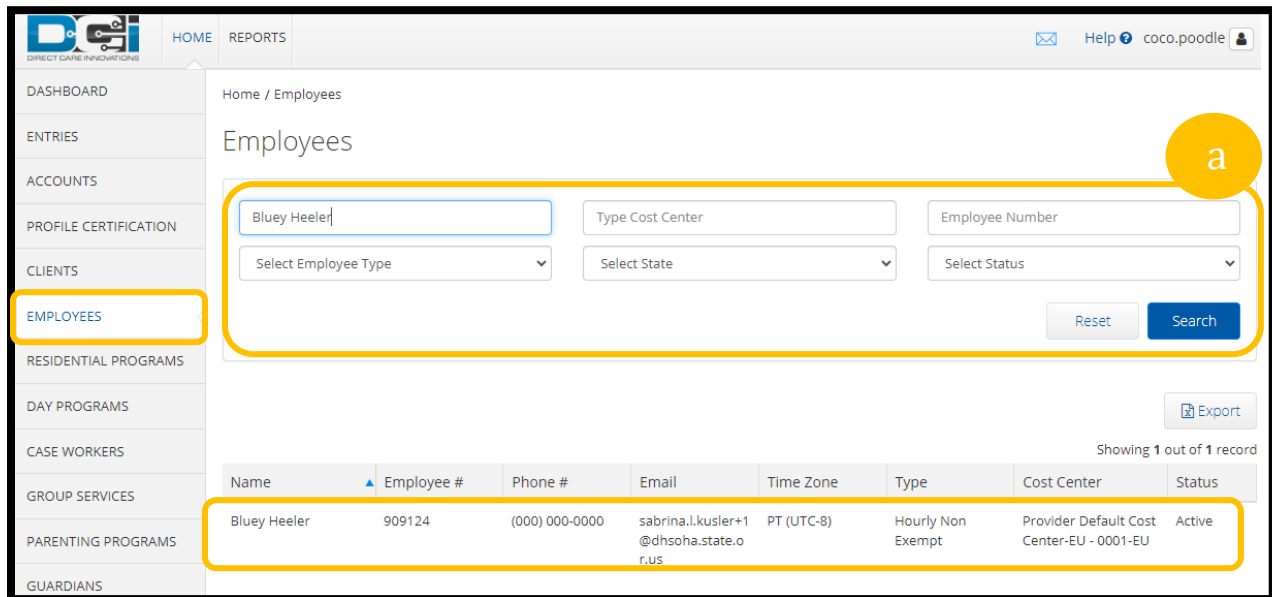 DCI
DIRECT CARE INNOVATIONS
HOME REPORTS
Help coco.poodle
DASHBOARD
ENTRIES
ACCOUNTS
PROFILE CERTIFICATION
CLIENTS
EMPLOYEES
RESIDENTIAL PROGRAMS
DAY PROGRAMS
CASE WORKERS
GROUP SERVICES
PARENTING PROGRAMS
GUARDIANS
Home / Employees
Employees
a
Bluey Heeler Type Cost Center Employee Number
Select Employee Type Select State Select Status
Reset Search
Export
Showing 1 out of 1 record
Name Employee # Phone # Email Time Zone Type Cost Center Status
Bluey Heeler 909124 (000) 000-0000 sabrina.l.kusler+1 PT (UTC-8) Hourly Non Provider Default Cost Active
@dhsoha.state.o Exempt Center-EU - 0001-EU
r.us